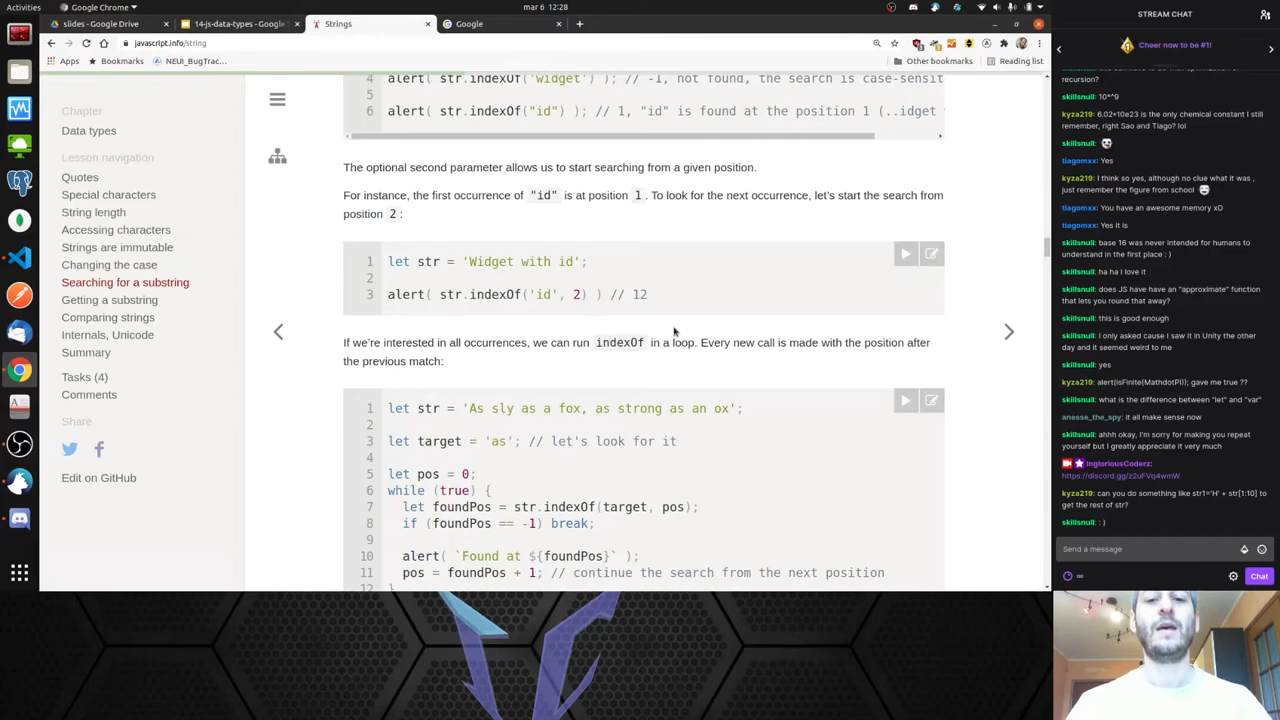 Activities
Google Chrome
mar 6 12:28
slides - Google Drive
14-js-data-types - Google S
Strings
Google
javascript.info/string
Apps
Bookmarks
NEUI_BugTrac...
Other bookmarks
Reading list
Chapter
Data types
Lesson navigation
Quotes
Special characters
String length
Accessing characters
Strings are immutable
Changing the case
Searching for a substring
Getting a substring
Comparing strings
Internals, Unicode
Summary
Tasks (4)
Comments
Share
Edit on GitHub
4 alert( str.indexOf('widget') ); // -1, not found, the search is case-sensit
5
6 alert( str.indexOf("id") ); // 1, "id" is found at the position 1 (..idget
The optional second parameter allows us to start searching from a given position.
For instance, the first occurrence of "id" is at position 1. To look for the next occurrence, let's start the search from
position 2:
1 let str = 'Widget with id';
2
3 alert( str.indexOf('id', 2) ) // 12
If we're interested in all occurrences, we can run indexOf in a loop. Every new call is made with the position after
the previous match:
1 let str = 'As sly as a fox, as strong as an ox';
2
3 let target = 'as'; // let's look for it
4
5 let pos = 0;
6 while (true) {
7 let foundPos = str.indexOf(target, pos);
8 if (foundPos == -1) break;
9
10 alert( `Found at ${foundPos}` );
11 pos = foundPos + 1; // continue the search from the next position
STREAM CHAT
Cheer now to be #1!
recursion?
skillsnull: 10**9
kyza219: 6.02*10e23 is the only chemical constant I still
remember, right Sao and Tiago? lol
skillsnull:
tiagomxx: Yes
kyza219: I think so yes, although no clue what it was ,
just remember the figure from school
tiagomxx: You have an awesome memory xD
tiagomxx: Yes it is
skillsnull: base 16 was never intended for humans to
understand in the first place : )
skillsnull: ha ha I love it
skillsnull: does JS have have an "approximate" function
that lets you round that away?
skillsnull: this is good enough
skillsnull: I only asked cause I saw it in Unity the other
day and it seemed weird to me
skillsnull: yes
kyza219: alert(isFinite(MathdotPI)); gave me true ??
skillsnull: what is the difference between "let" and "var"
anesse_the_spy: it all make sense now
skillsnull: ahhh okay, I'm sorry for making you repeat
yourself but I greatly appreciate it very much
IngloriousCoderz:
https://discord.gg/z2uFVq4wmW
kyza219: can you do something like str1='H' + str[1:10] to
get the rest of str?
skillsnull: : )
Send a message
Chat